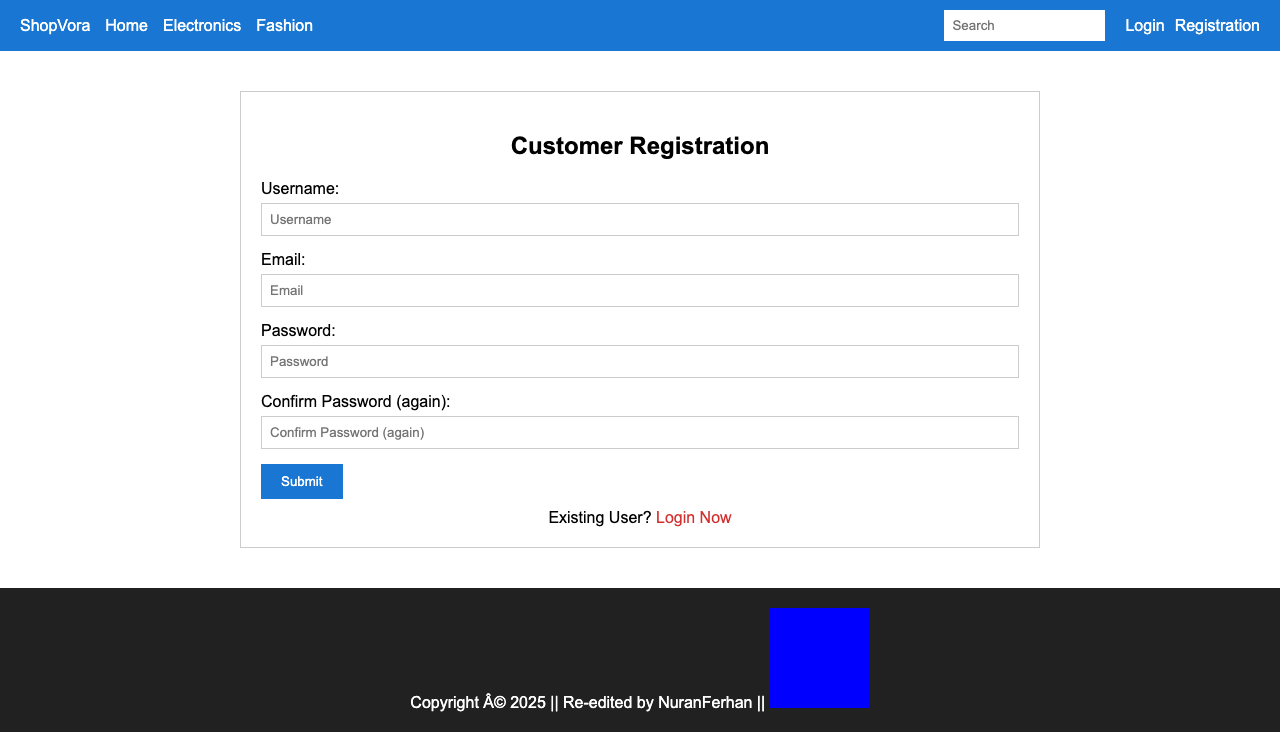 ShopVora Home Electronics Fashion Search Login Registration
Customer Registration
Username:
Username
Email:
Email
Password:
Password
Confirm Password (again):
Confirm Password (again)
Submit
Existing User? Login Now
Copyright Â© 2025 || Re-edited by NuranFerhan ||